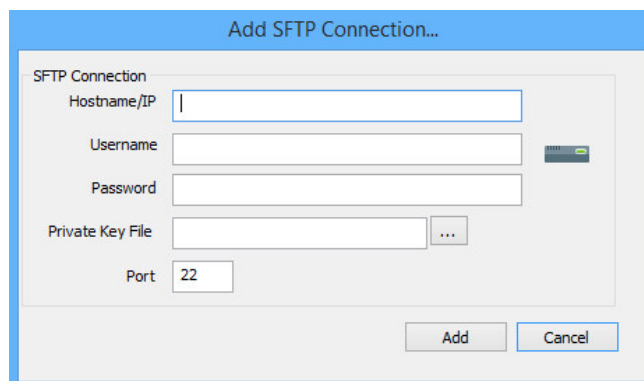 Add SFTP Connection...
SFTP Connection
Hostname/IP
Username
Password
Private Key File
...
Port 22
Add Cancel